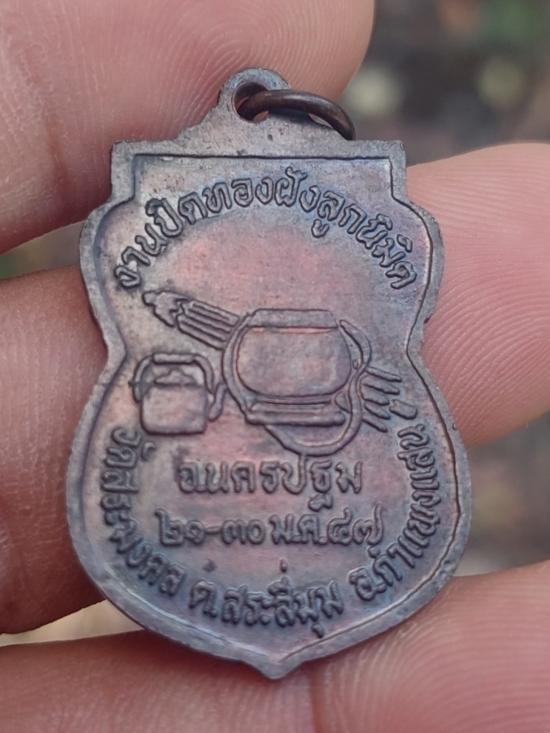 งานปิดทองฝังลูกนิมิต
จ.นครปฐม
๒๑-๓๐ ม.ค.๔๗
วัดสระมงคล ต.สระสี่มุม อ.กำแพงแสน